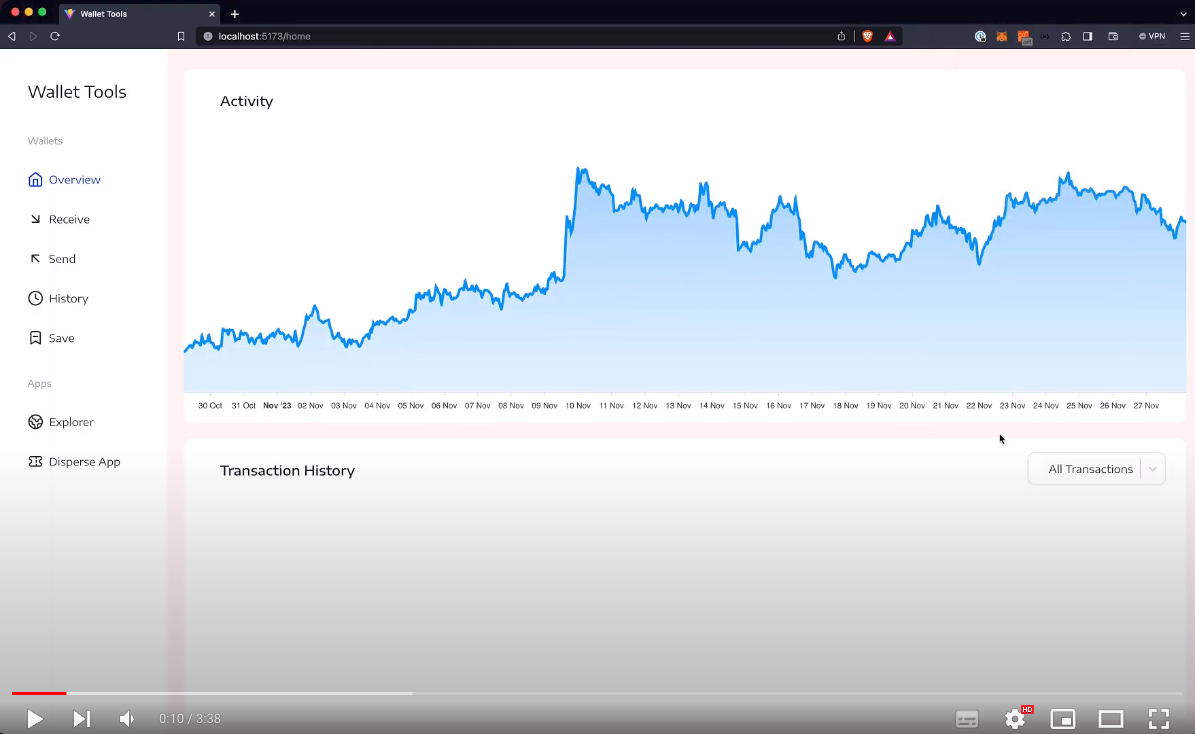 Wallet Tools
localhost:5173/home
VPN
Wallet Tools
Wallets
Overview
Receive
Send
History
Save
Apps
Explorer
Disperse App
Activity
30 Oct 31 Oct Nov '23 02 Nov 03 Nov 04 Nov 05 Nov 06 Nov 07 Nov 08 Nov 09 Nov 10 Nov 11 Nov 12 Nov 13 Nov 14 Nov 15 Nov 16 Nov 17 Nov 18 Nov 19 Nov 20 Nov 21 Nov 22 Nov 23 Nov 24 Nov 25 Nov 26 Nov 27 Nov
Transaction History
All Transactions
0:10 / 3:38
HD